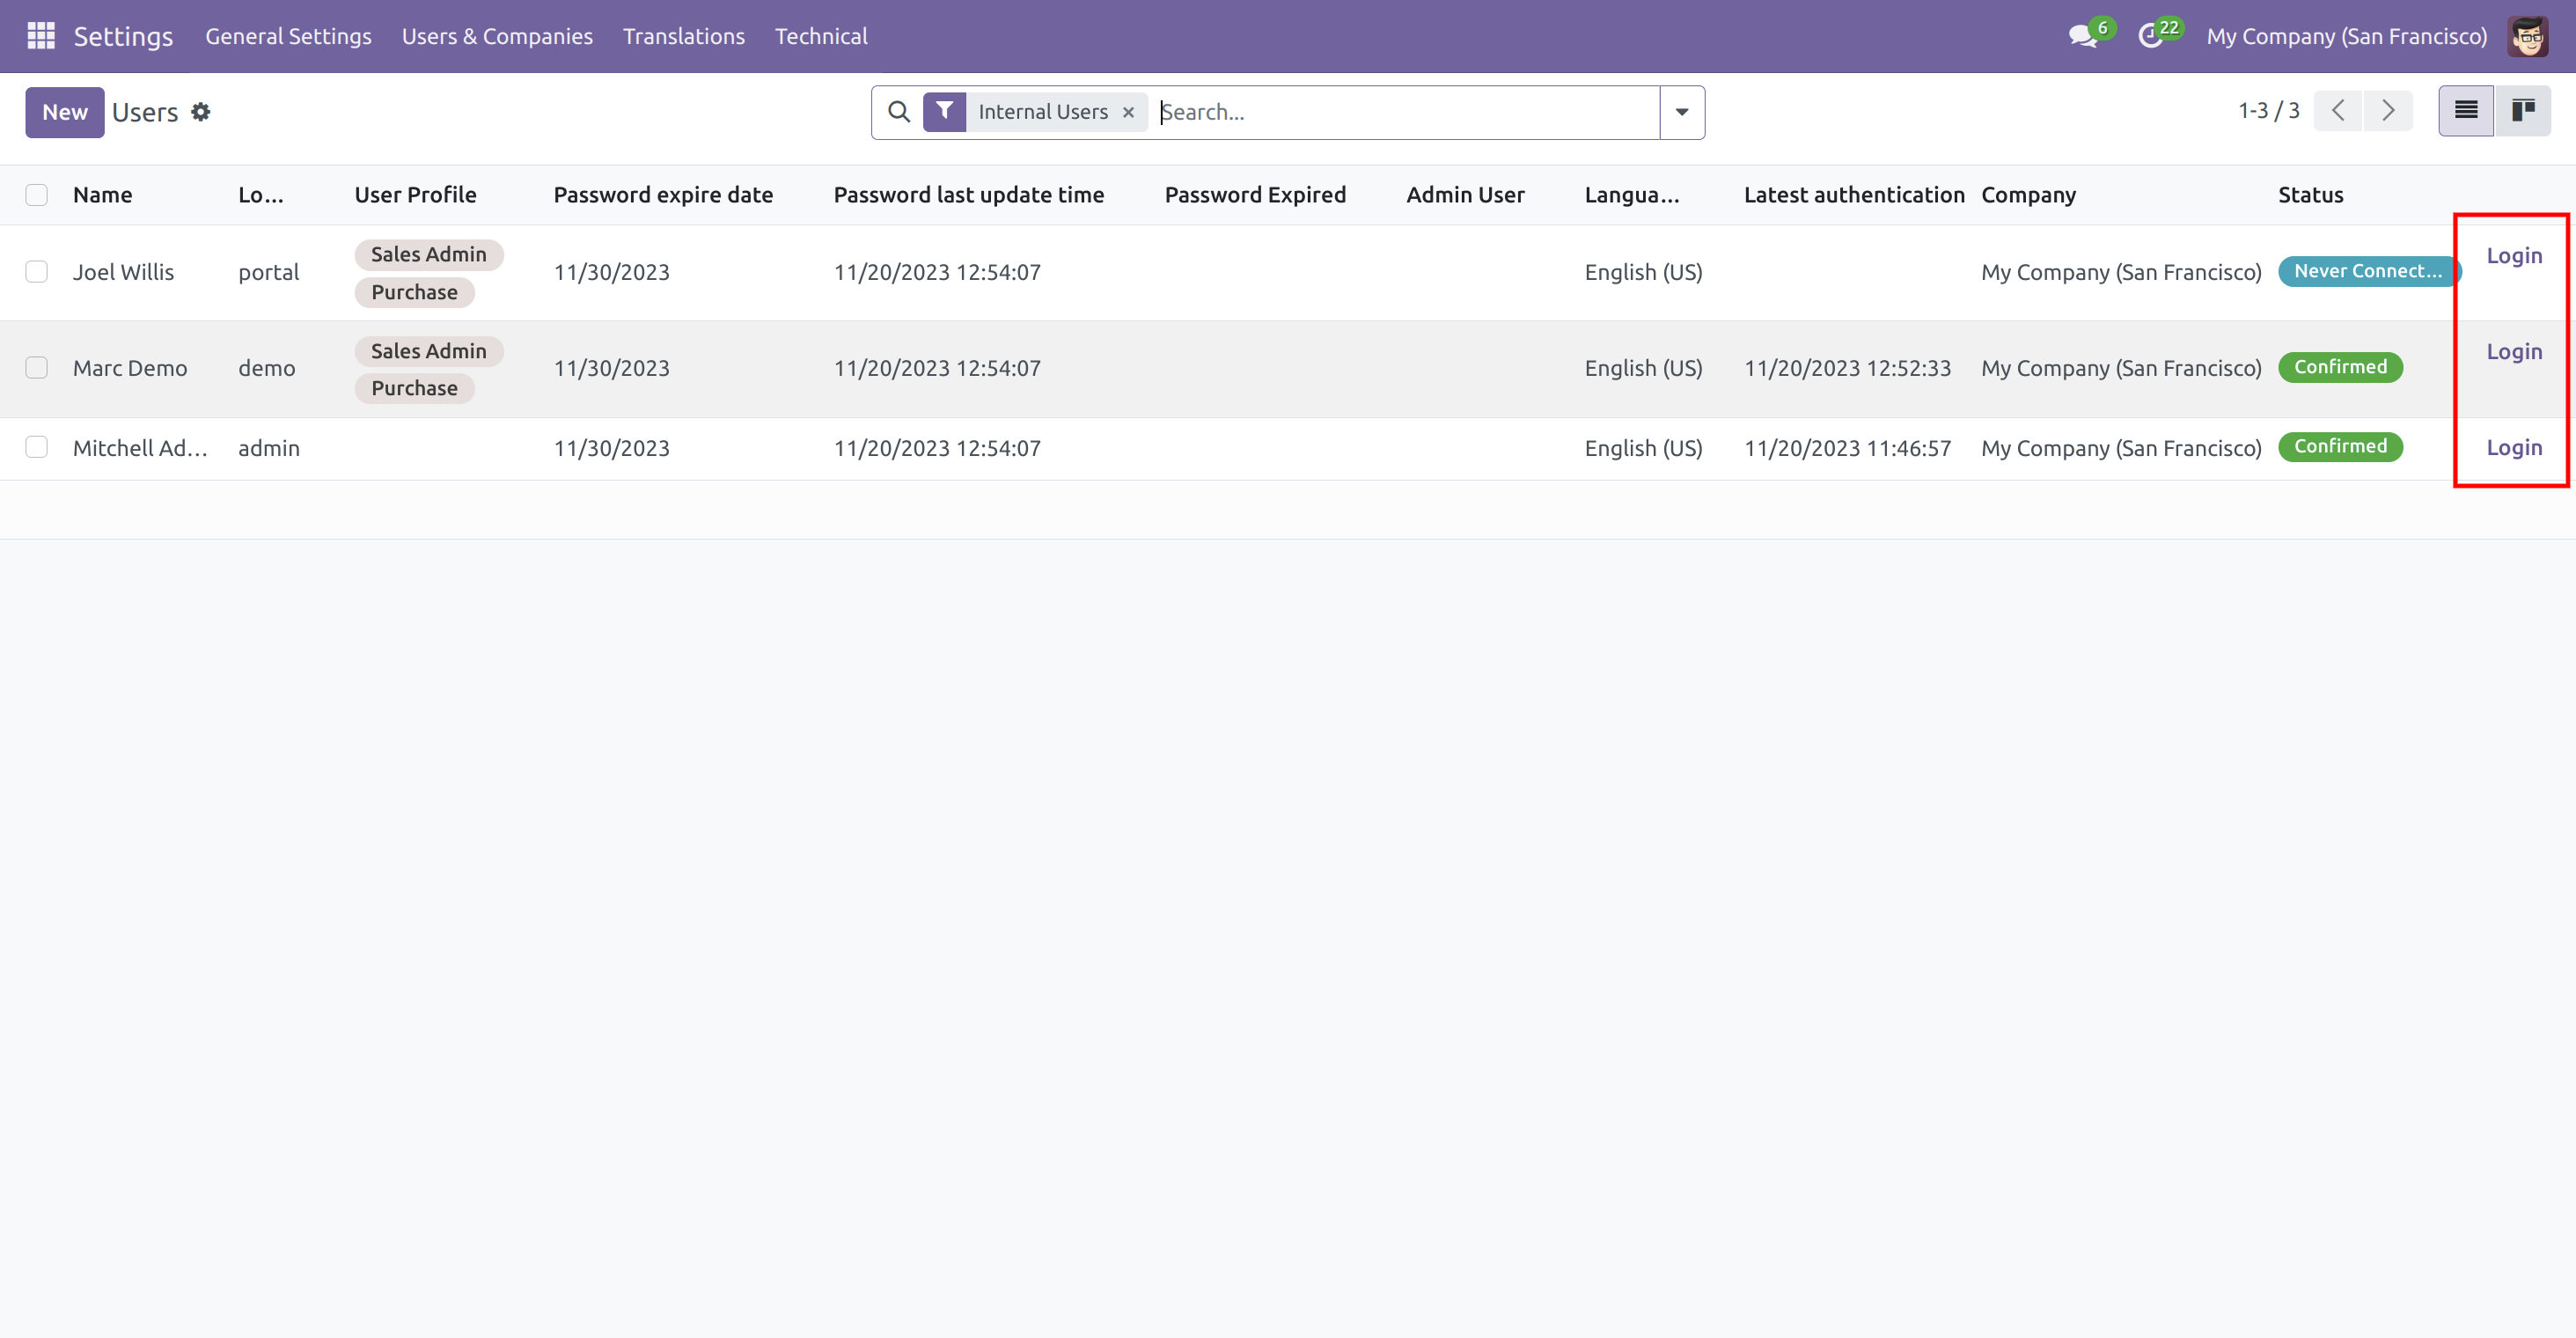 Settings General Settings Users & Companies Translations Technical 6 22 My Company (San Francisco)
New Users Internal Users × Search... 1-3 / 3
Name Lo... User Profile Password expire date Password last update time Password Expired Admin User Langua... Latest authentication Company Status
Joel Willis portal Sales Admin Purchase 11/30/2023 11/20/2023 12:54:07 English (US) My Company (San Francisco) Never Connect... Login
Marc Demo demo Sales Admin Purchase 11/30/2023 11/20/2023 12:54:07 English (US) 11/20/2023 12:52:33 My Company (San Francisco) Confirmed Login
Mitchell Ad... admin 11/30/2023 11/20/2023 12:54:07 English (US) 11/20/2023 11:46:57 My Company (San Francisco) Confirmed Login